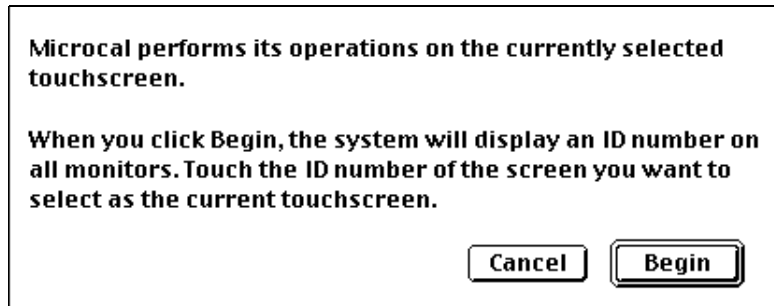 Microcal performs its operations on the currently selected
touchscreen.
When you click Begin, the system will display an ID number on
all monitors. Touch the ID number of the screen you want to
select as the current touchscreen.
Cancel Begin